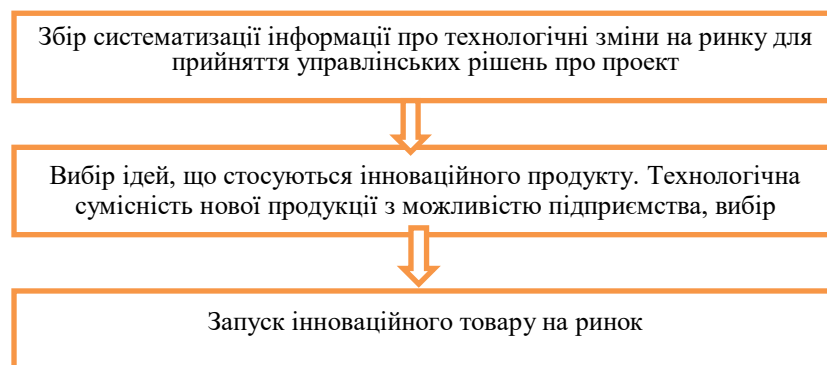 Збір систематизації інформації про технологічні зміни на ринку для
прийняття управлінських рішень про проект
Вибір ідей, що стосуються інноваційного продукту. Технологічна
сумісність нової продукції з можливістю підприємства, вибір
Запуск інноваційного товару на ринок